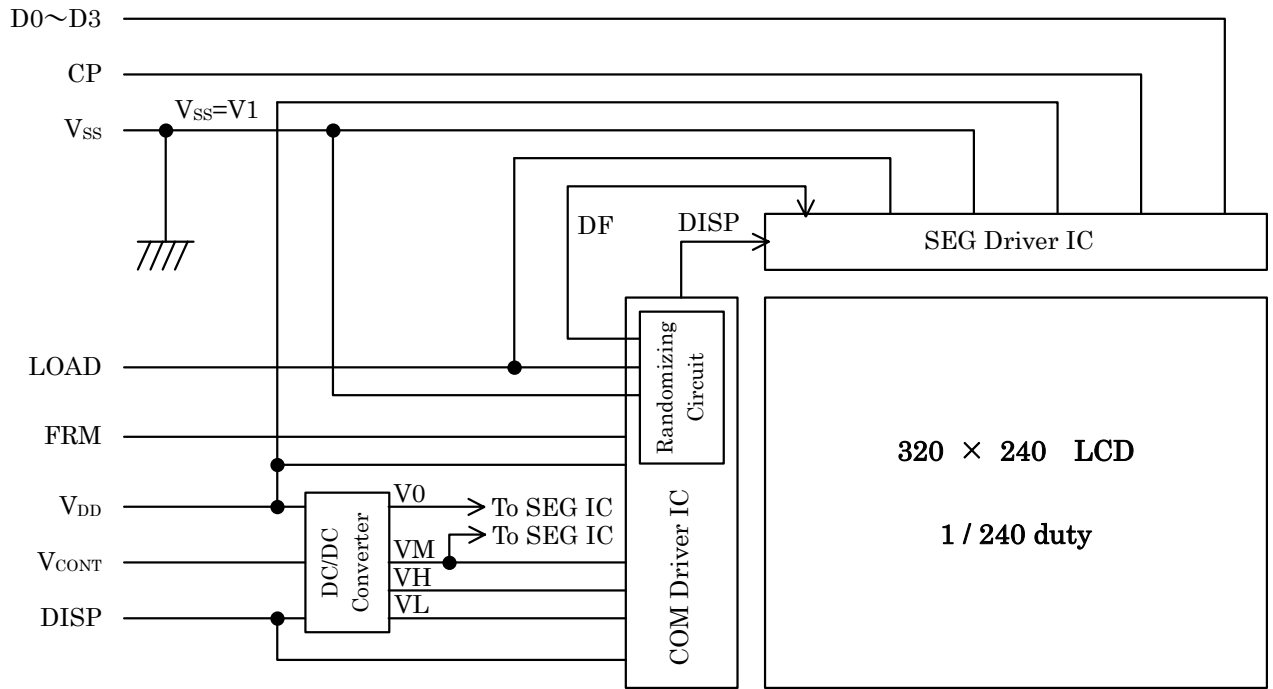 D0～D3
CP
VSS=V1
VSS
DF
DISP
SEG Driver IC
LOAD
Randomizing
Circuit
FRM
320 × 240 LCD
VDD
V0
To SEG IC
To SEG IC
1 / 240 duty
DC/DC
Converter
VCONT
VM
VH
COM Driver IC
DISP
VL